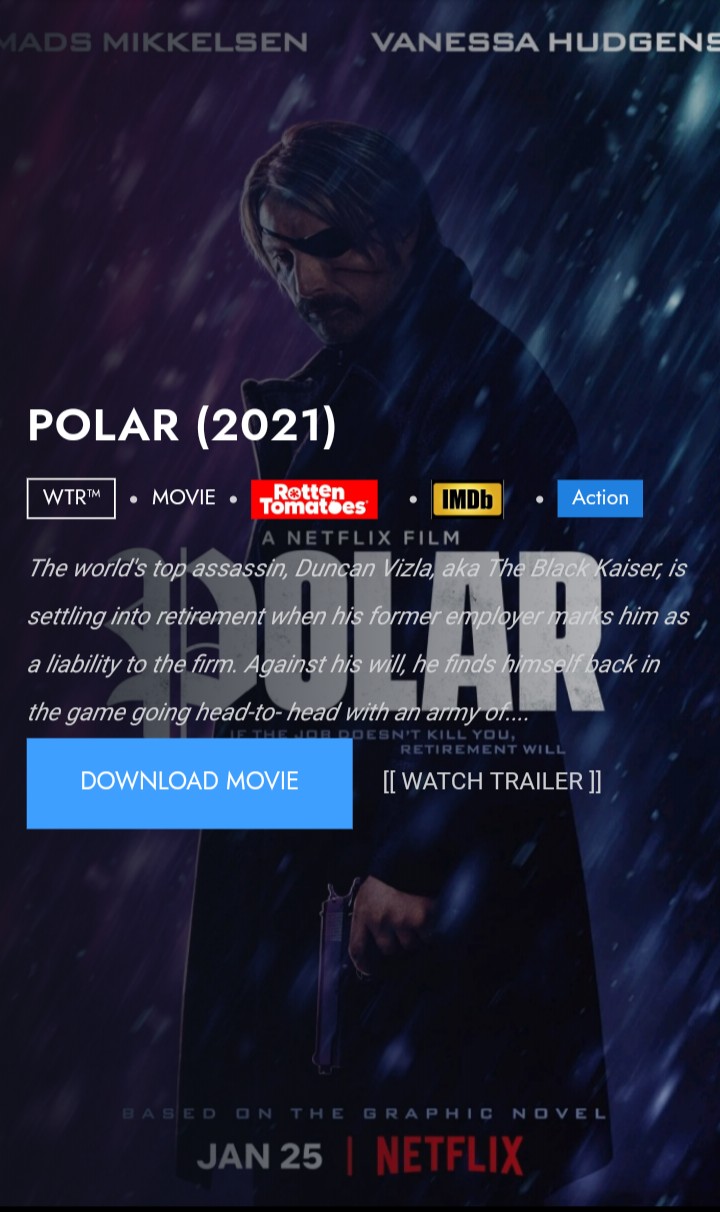 MADS MIKKELSEN VANESSA HUDGENS
POLAR (2021)
WTR™ • MOVIE • Rotten Tomatoes • IMDb • Action
A NETFLIX FILM
POLAR
The world's top assassin, Duncan Vizla, aka The Black Kaiser, is
settling into retirement when his former employer marks him as
a liability to the firm. Against his will, he finds himself back in
the game going head-to- head with an army of....
IF THE JOB DOESN'T KILL YOU,
RETIREMENT WILL
DOWNLOAD MOVIE [[ WATCH TRAILER ]]
BASED ON THE GRAPHIC NOVEL
JAN 25 | NETFLIX